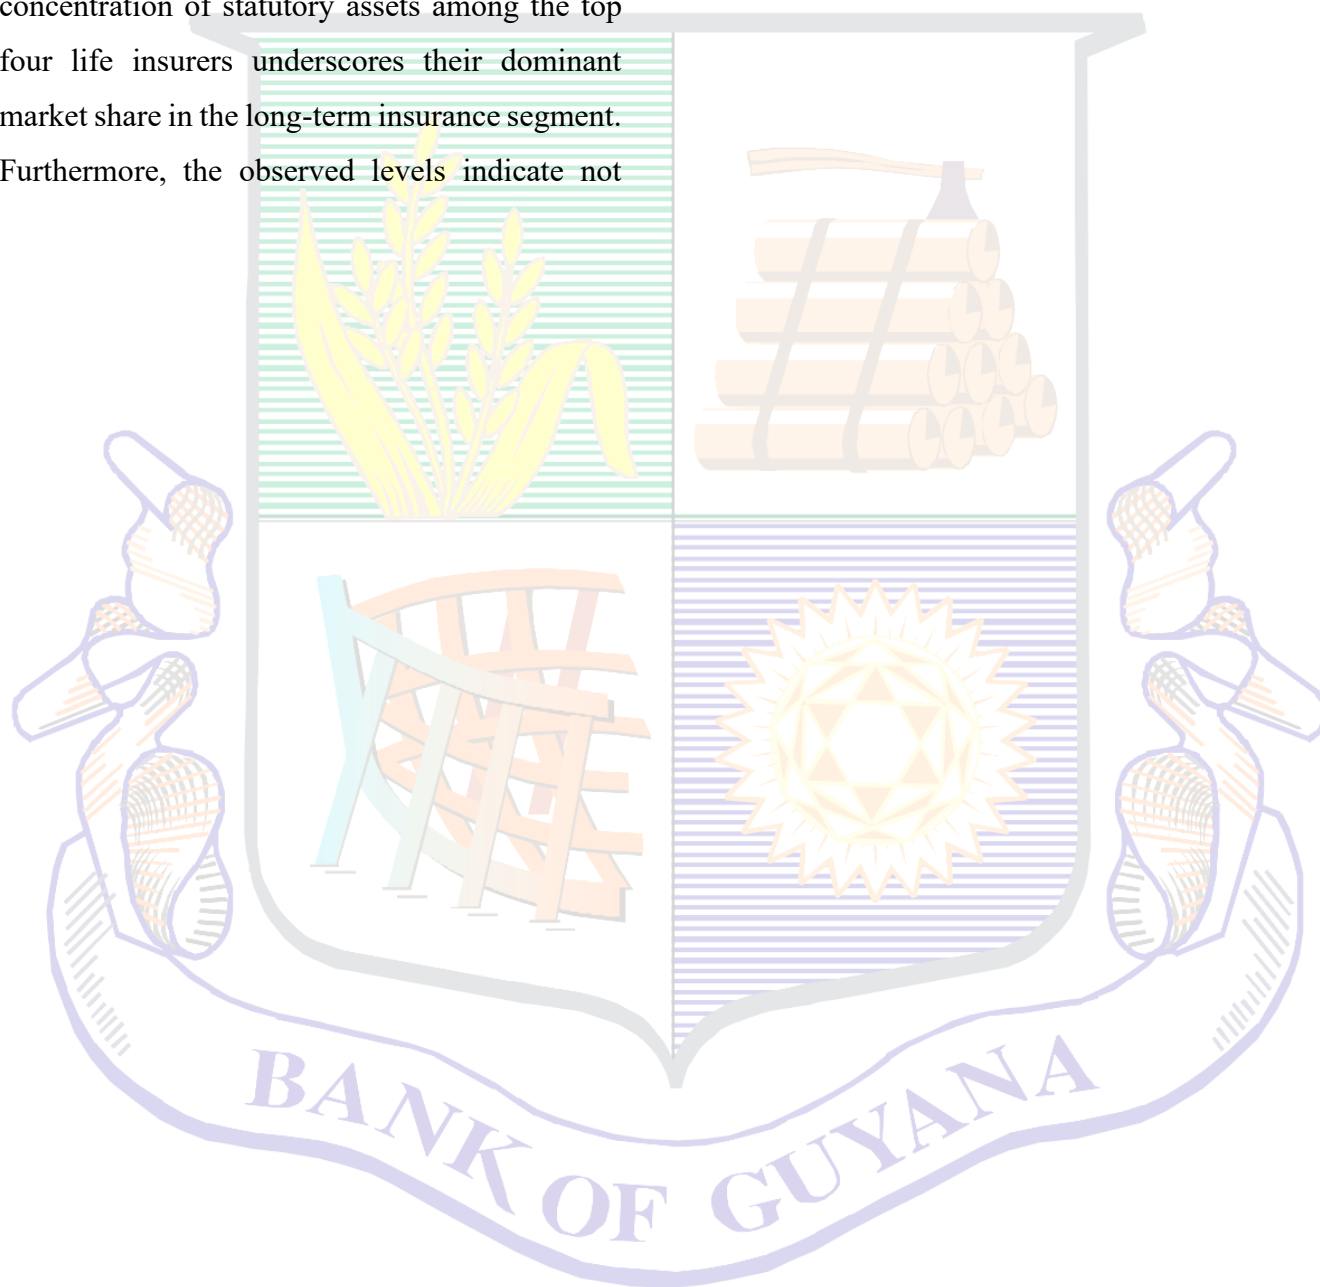 concentration of statutory assets among the top
four life insurers underscores their dominant
market share in the long-term insurance segment.
Furthermore, the observed levels indicate not
BANK OF GUYANA